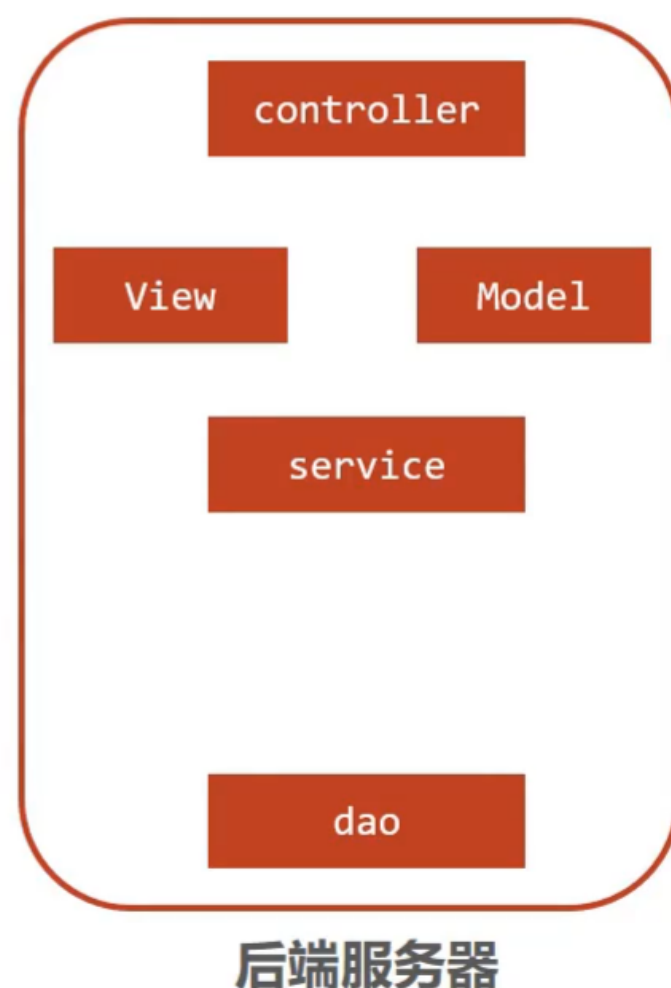 controller
View
Model
service
dao
后端服务器